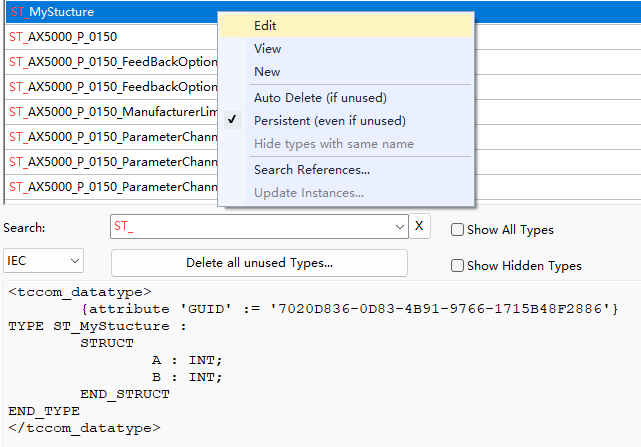 ST_MyStucture
ST_AX5000_P_0150
ST_AX5000_P_0150_FeedBackOption
ST_AX5000_P_0150_FeedbackOption
ST_AX5000_P_0150_ManufacturerLim
ST_AX5000_P_0150_ParameterChann
ST_AX5000_P_0150_ParameterChann
ST_AX5000_P_0150_ParameterChann
Edit
View
New
Auto Delete (if unused)
✓ Persistent (even if unused)
Hide types with same name
Search References...
Update Instances...
Search:
ST_
X
Show All Types
IEC
Delete all unused Types...
Show Hidden Types
<tccom_datatype>
{attribute 'GUID' := '7020D836-0D83-4B91-9766-1715B48F2886'}
TYPE ST_MyStucture :
STRUCT
A : INT;
B : INT;
END_STRUCT
END_TYPE
</tccom_datatype>